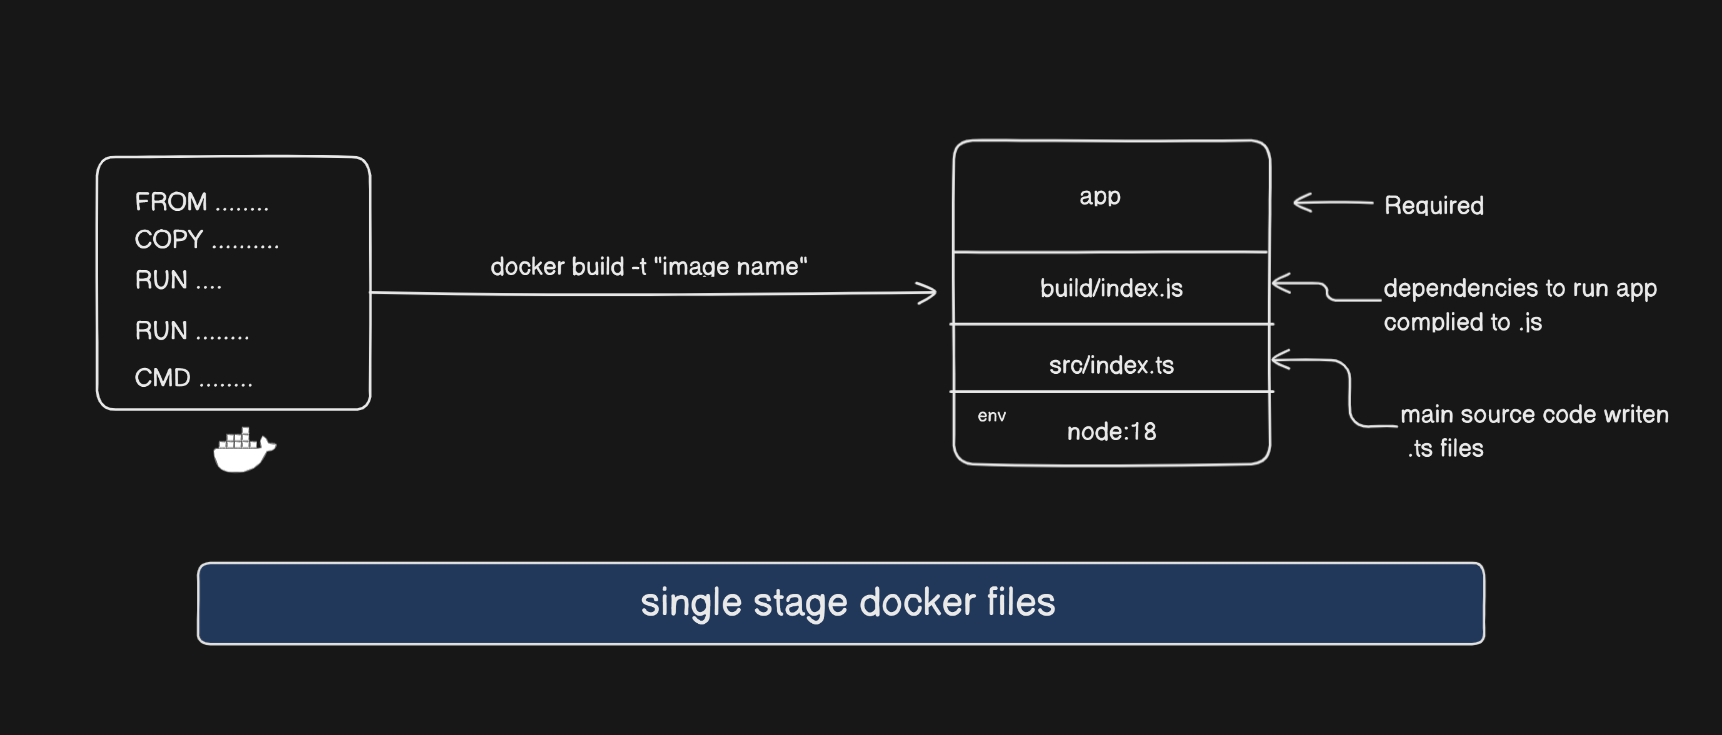 FROM ........
COPY ..........
RUN ....
RUN ........
CMD ........
docker build -t "image name"
app
build/index.js
src/index.ts
env
node:18
Required
dependencies to run app
complied to .js
main source code writen
.ts files
single stage docker files